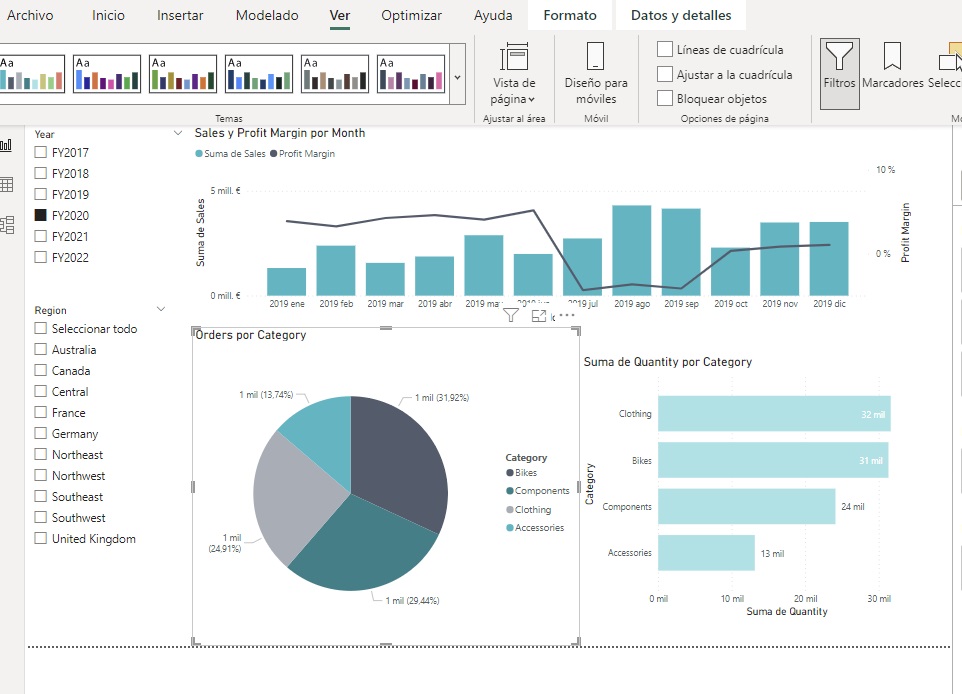 Archivo Inicio Insertar Modelado Ver Optimizar Ayuda Formato Datos y detalles
Aa Aa Aa Aa Aa Aa
Temas
Vista de
página
Ajustar al área
Diseño para
móviles
Móvil
Líneas de cuadrícula
Ajustar a la cuadrícula
Bloquear objetos
Opciones de página
Filtros
Marcadores
Year
FY2017
FY2018
FY2019
FY2020
FY2021
FY2022
Region
Seleccionar todo
Australia
Canada
Central
France
Germany
Northeast
Northwest
Southeast
Southwest
United Kingdom
Sales y Profit Margin por Month
Suma de Sales Profit Margin
Suma de Sales
5 mill. €
0 mill. €
10 %
0 %
Profit Margin
2019 ene 2019 feb 2019 mar 2019 abr 2019 may 2019 jul 2019 ago 2019 sep 2019 oct 2019 nov 2019 dic
Orders por Category
1 mil (13,74%)
1 mil (31,92%)
1 mil
(24,91%)
1 mil (29,44%)
Category
Bikes
Components
Clothing
Accessories
Suma de Quantity por Category
Category
Clothing 32 mil
Bikes 31 mil
Components 24 mil
Accessories 13 mil
0 mil 10 mil 20 mil 30 mil
Suma de Quantity